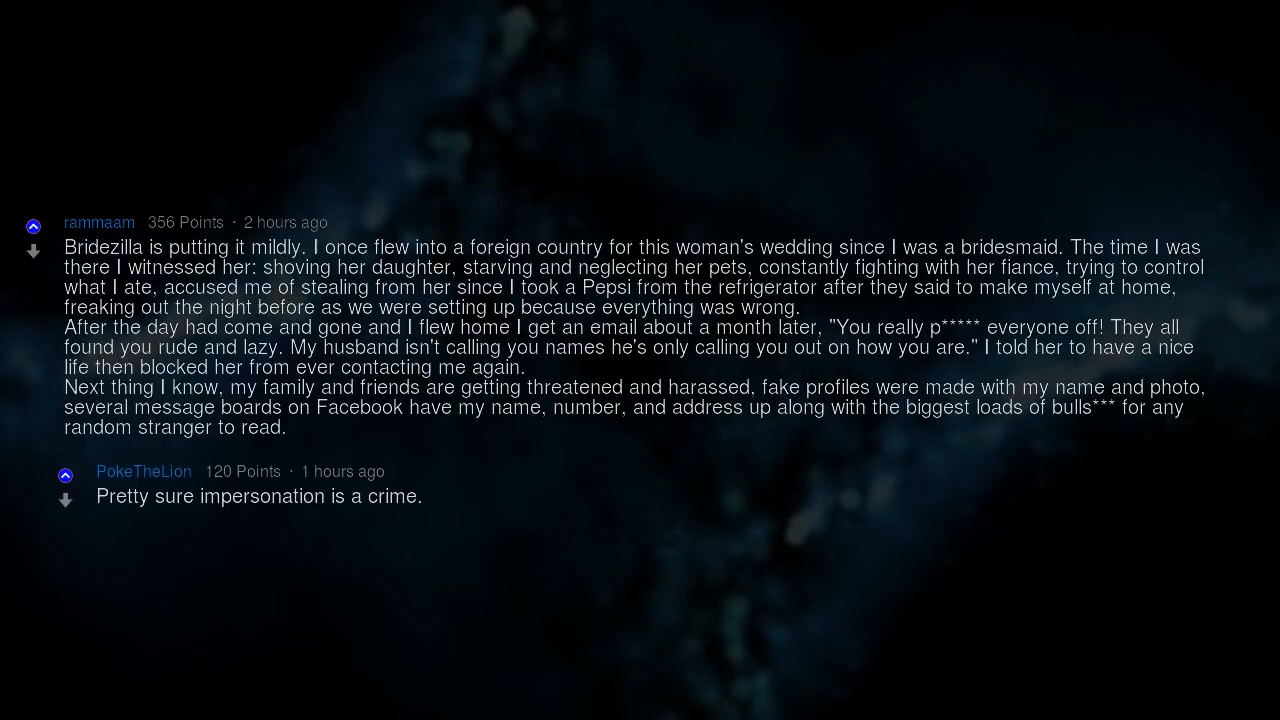 rammaam 356 Points · 2 hours ago
Bridezilla is putting it mildly. I once flew into a foreign country for this woman's wedding since I was a bridesmaid. The time I was
there I witnessed her: shoving her daughter, starving and neglecting her pets, constantly fighting with her fiance, trying to control
what I ate, accused me of stealing from her since I took a Pepsi from the refrigerator after they said to make myself at home,
freaking out the night before as we were setting up because everything was wrong.
After the day had come and gone and I flew home I get an email about a month later, "You really p***** everyone off! They all
found you rude and lazy. My husband isn't calling you names he's only calling you out on how you are." I told her to have a nice
life then blocked her from ever contacting me again.
Next thing I know, my family and friends are getting threatened and harassed, fake profiles were made with my name and photo,
several message boards on Facebook have my name, number, and address up along with the biggest loads of bulls*** for any
random stranger to read.
PokeTheLion 120 Points · 1 hours ago
Pretty sure impersonation is a crime.